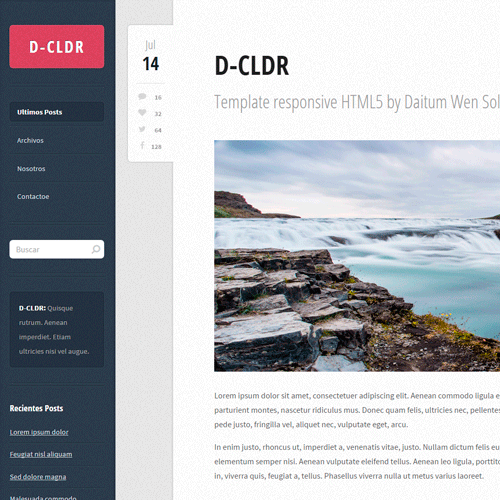 D-CLDR
Ultimos Posts
Archivos
Nosotros
Contactoe
Buscar
D-CLDR: Quisque
rutrum. Aenean
imperdiet. Etiam
ultricies nisi vel augue.
Recientes Posts
Lorem ipsum dolor
Feugiat nisl aliquam
Sed dolore magna
Malesuada commodo
Jul
14
16
32
64
128
D-CLDR
Template responsive HTML5 by Daitum Wen Sol
Lorem ipsum dolor sit amet, consectetuer adipiscing elit. Aenean commodo ligula e
parturient montes, nascetur ridiculus mus. Donec quam felis, ultricies nec, pellente
pede justo, fringilla vel, aliquet nec, vulputate eget, arcu.
In enim justo, rhoncus ut, imperdiet a, venenatis vitae, justo. Nullam dictum felis eu
elementum semper nisi. Aenean vulputate eleifend tellus. Aenean leo ligula, porttito
in, viverra quis, feugiat a, tellus. Phasellus viverra nulla ut metus varius laoreet.